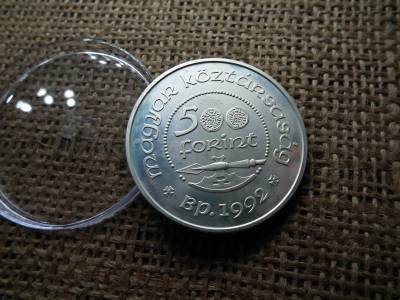 magyar köztársaság
500
forint
Bp. 1992